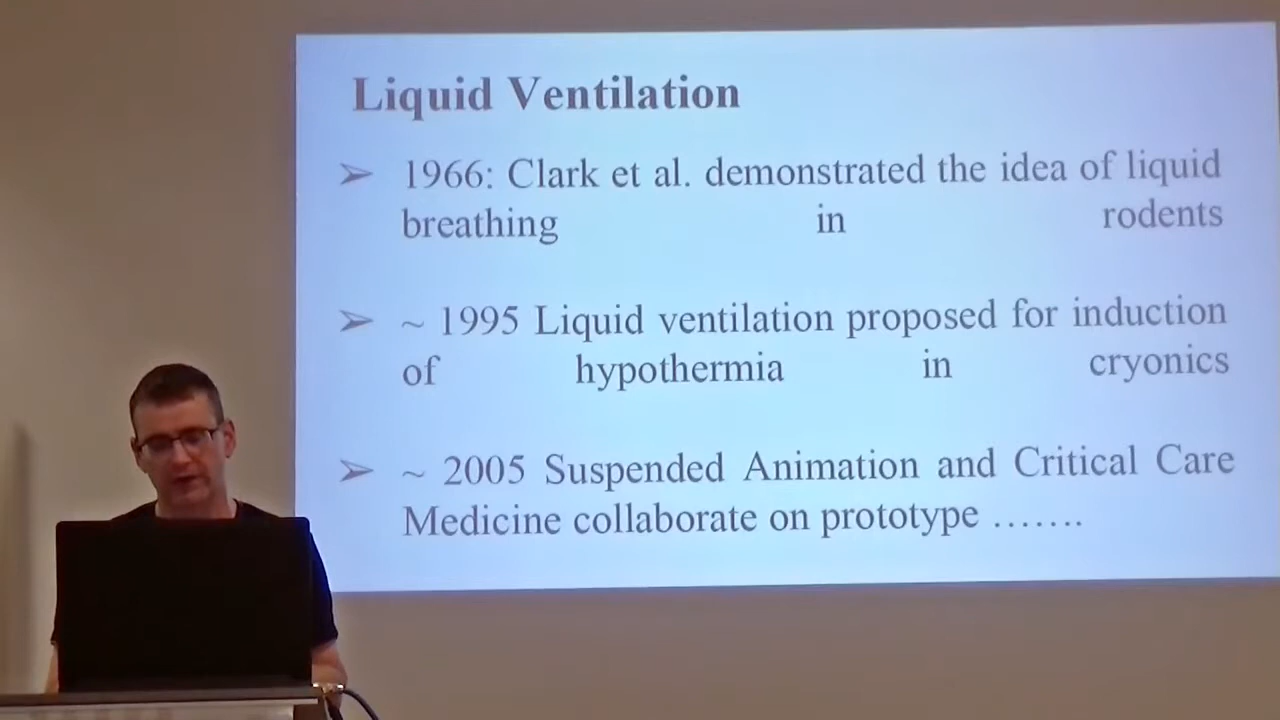 Liquid Ventilation
➢ 1966: Clark et al. demonstrated the idea of liquid
breathing in rodents
➢ ~ 1995 Liquid ventilation proposed for induction
of hypothermia in cryonics
➢ ~ 2005 Suspended Animation and Critical Care
Medicine collaborate on prototype …….